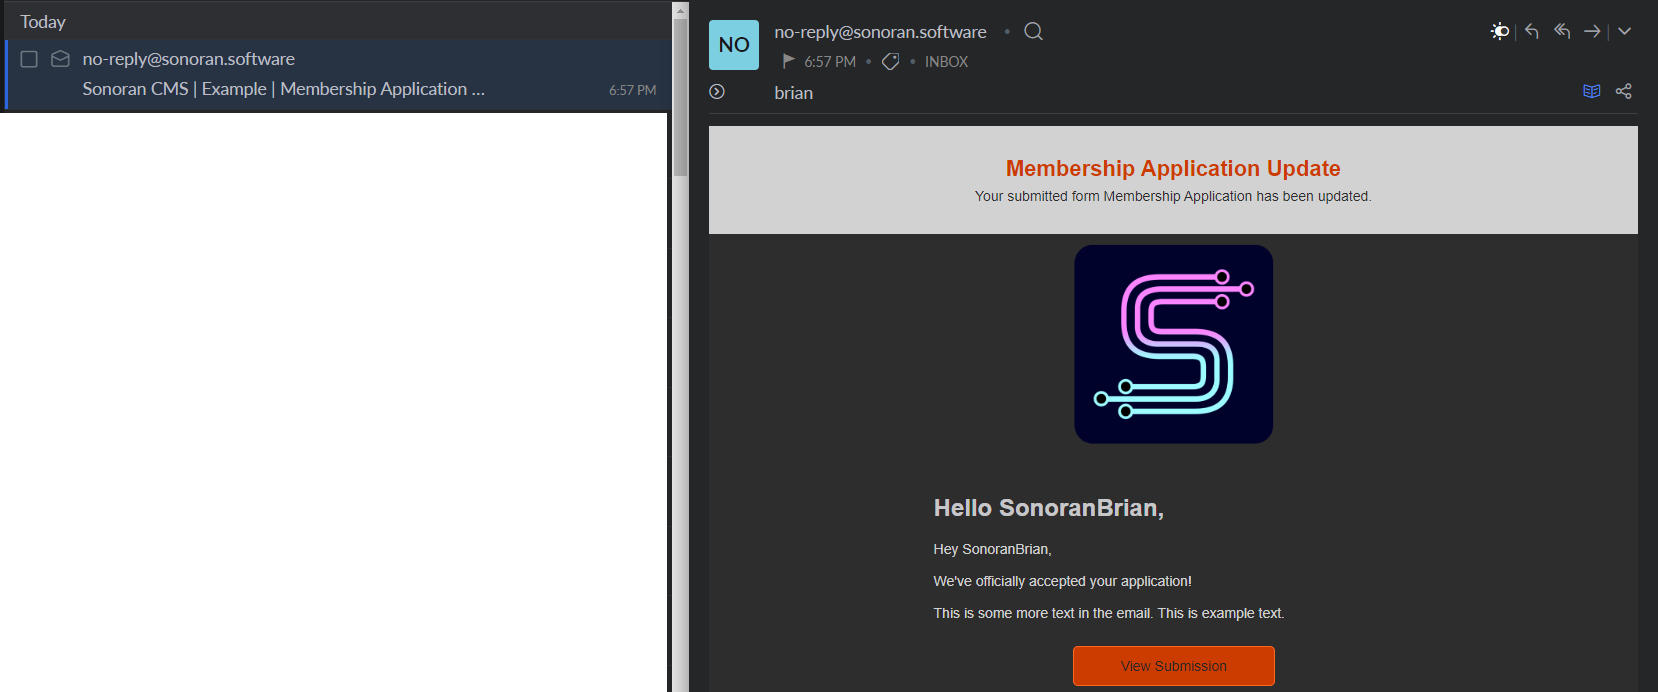 Today
no-reply@sonoran.software
Sonoran CMS | Example | Membership Application ...
6:57 PM
NO
no-reply@sonoran.software
6:57 PM • INBOX
brian
Membership Application Update
Your submitted form Membership Application has been updated.
Hello SonoranBrian,
Hey SonoranBrian,
We've officially accepted your application!
This is some more text in the email. This is example text.
View Submission